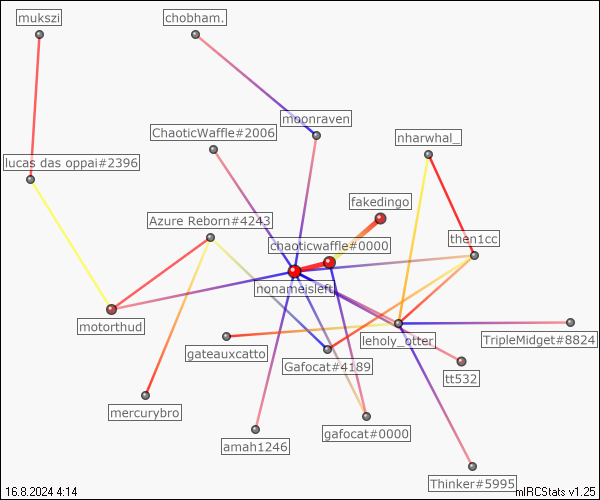 mukszi
chobham.
moonraven
ChaoticWaffle#2006
nharwhal_
lucas das oppai#2396
fakedingo
Azure Reborn#4243
then1cc
chaoticwaffle#0000
nonameisleft
motorthud
leholy_otter
TripleMidget#8824
gateauxcatto
Gafocat#4189
tt532
mercurybro
gafocat#0000
amah1246
Thinker#5995
16.8.2024 4:14
mIRCStats v1.25